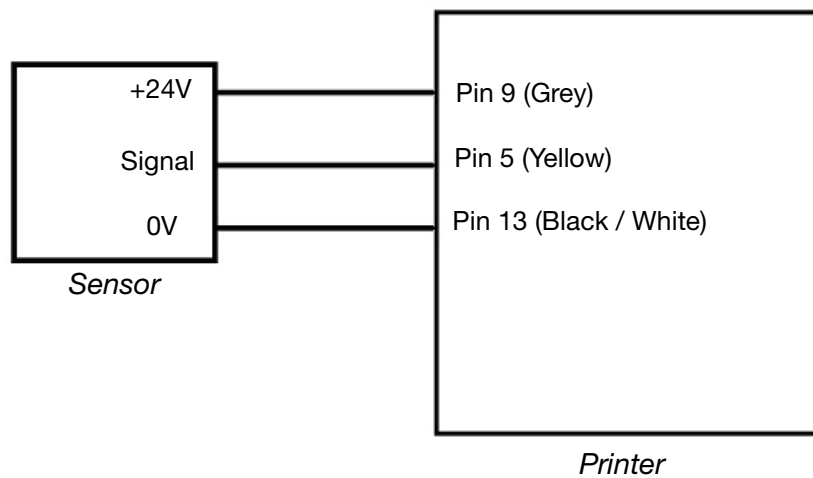 +24V Pin 9 (Grey)
Signal Pin 5 (Yellow)
0V Pin 13 (Black / White)
Sensor
Printer